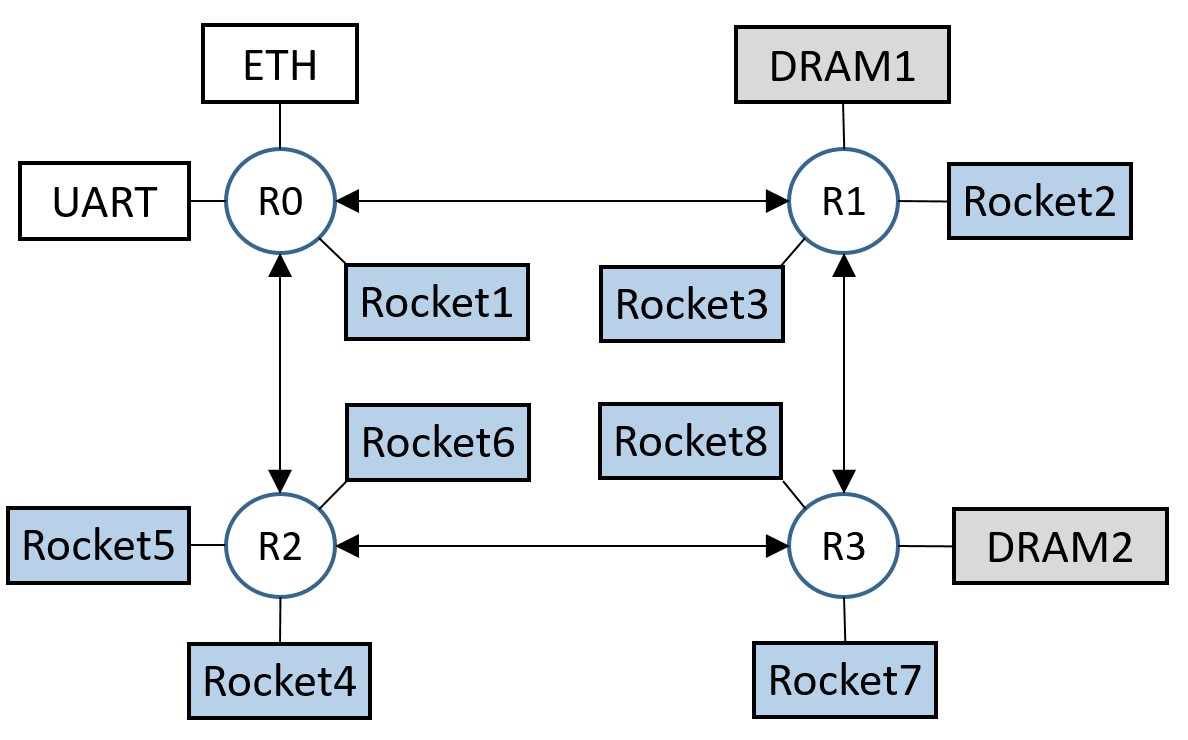 ETH
DRAM1
UART
R0
R1
Rocket2
Rocket1
Rocket3
Rocket6
Rocket8
Rocket5
R2
R3
DRAM2
Rocket4
Rocket7